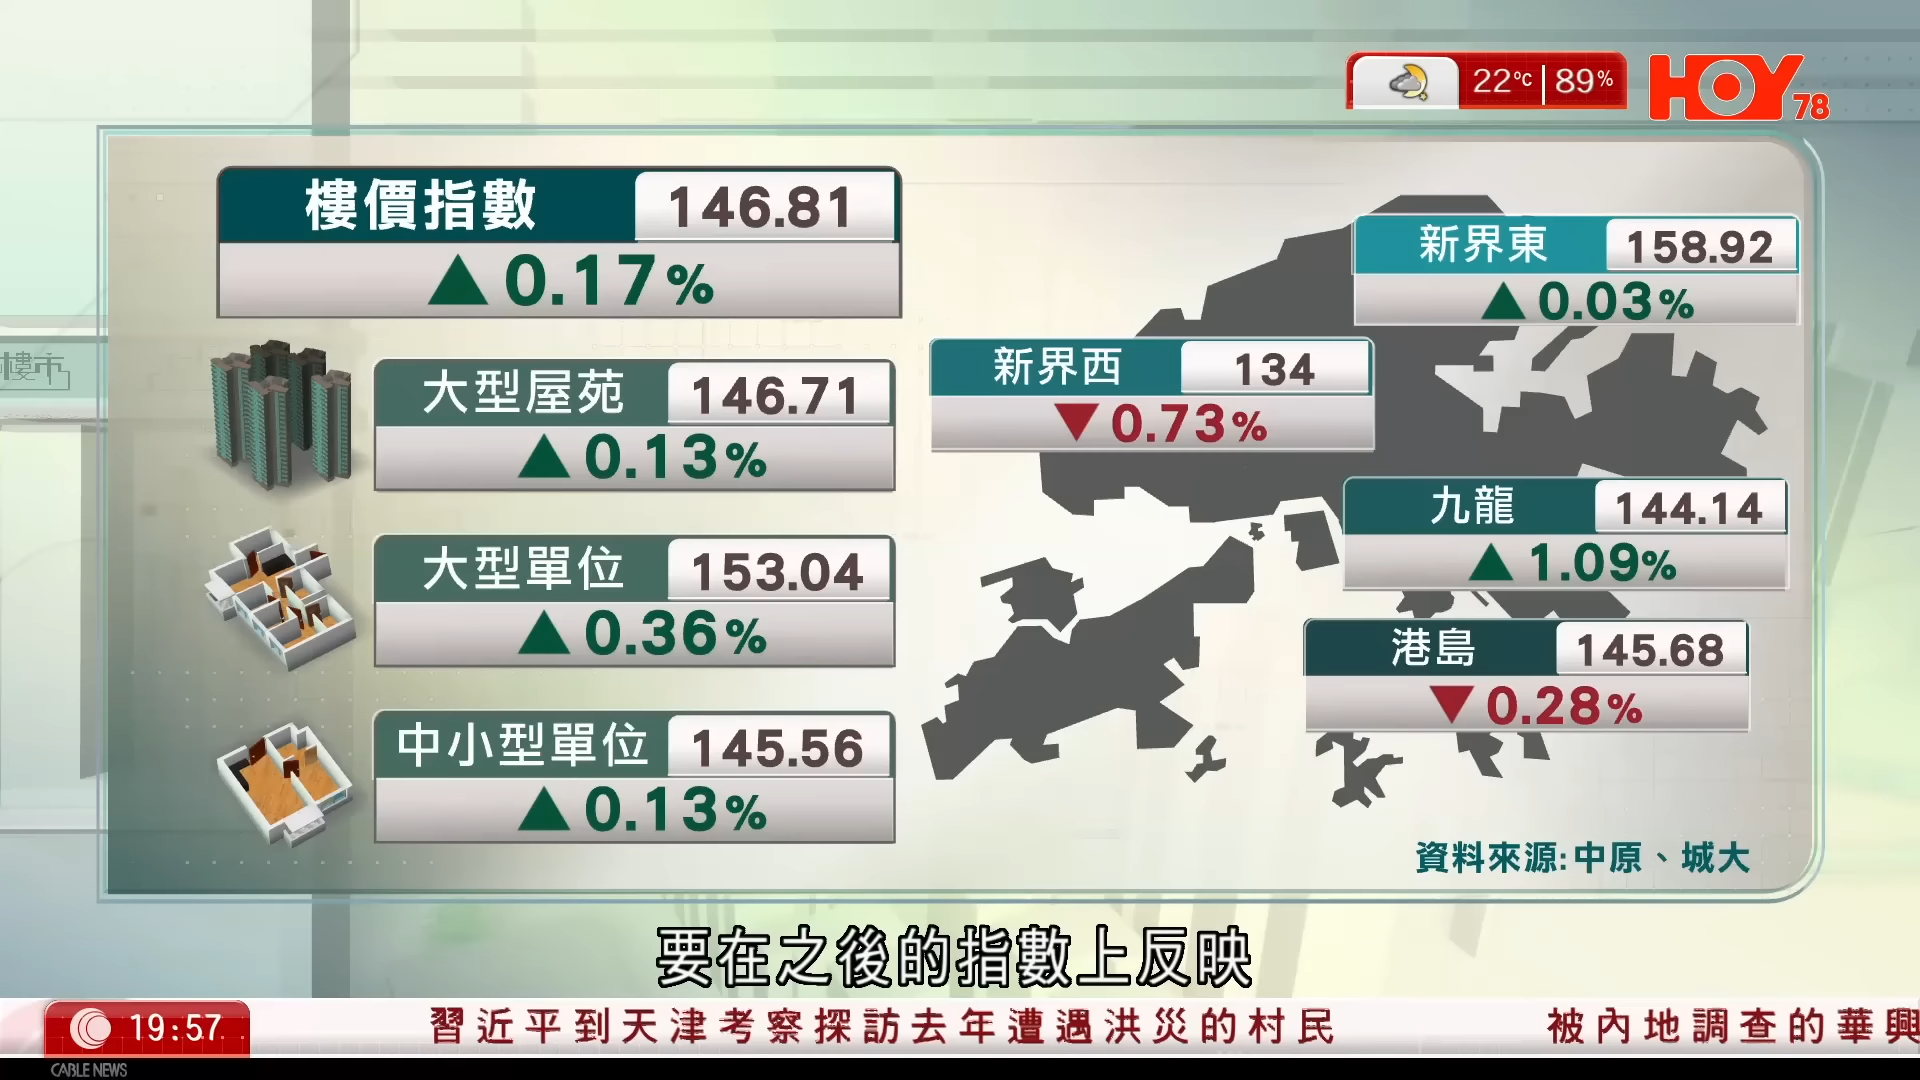 22°C | 89%
HOY 78
樓價指數 146.81
▲0.17%
樓市
大型屋苑 146.71
▲0.13%
大型單位 153.04
▲0.36%
中小型單位 145.56
▲0.13%
新界東 158.92
▲0.03%
新界西 134
▼0.73%
九龍 144.14
▲1.09%
港島 145.68
▼0.28%
資料來源:中原、城大
要在之後的指數上反映
19:57
習近平到天津考察探訪去年遭遇洪災的村民 被內地調查的華興
CABLE NEWS